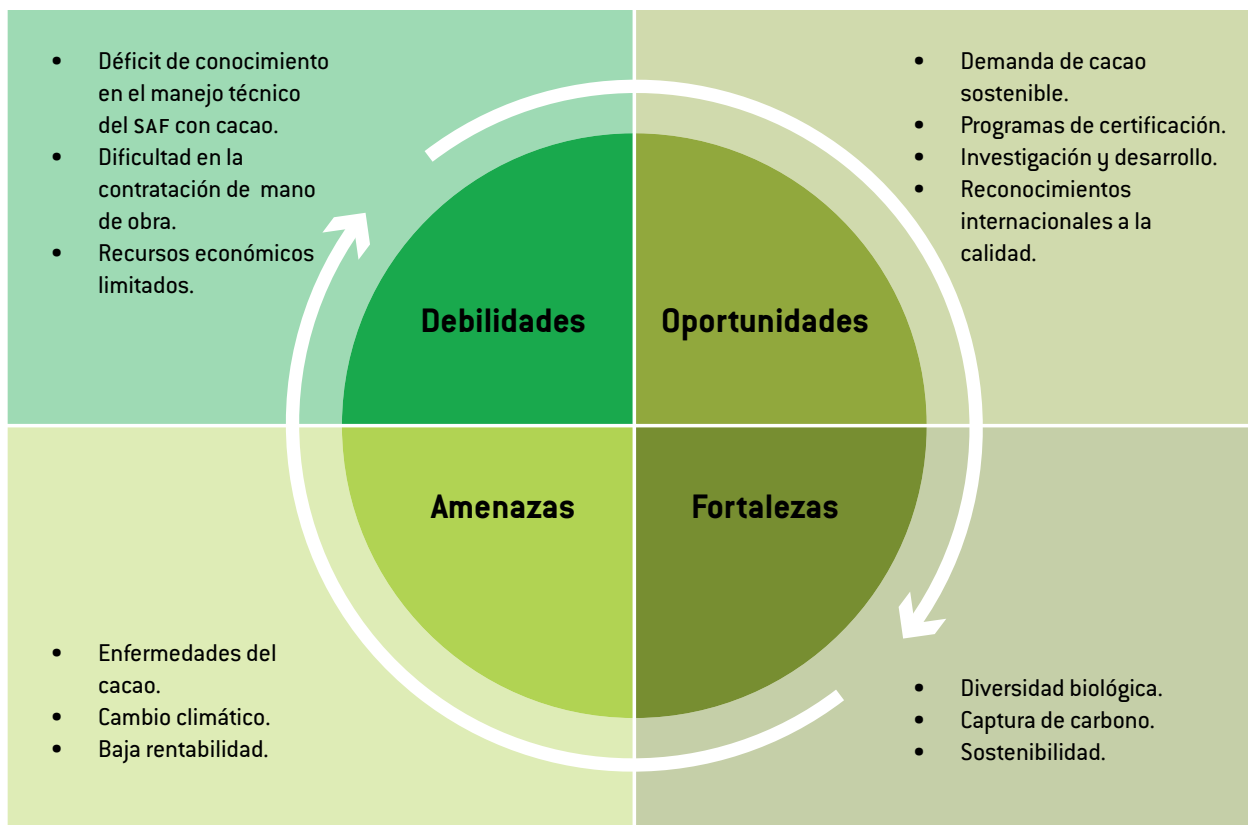 • Déficit de conocimiento
en el manejo técnico
del SAF con cacao.
• Dificultad en la
contratación de mano
de obra.
• Recursos económicos
limitados.
• Demanda de cacao
sostenible.
• Programas de certificación.
• Investigación y desarrollo.
• Reconocimientos
internacionales a la
calidad.
Debilidades
Oportunidades
Amenazas
Fortalezas
• Enfermedades del
cacao.
• Cambio climático.
• Baja rentabilidad.
• Diversidad biológica.
• Captura de carbono.
• Sostenibilidad.